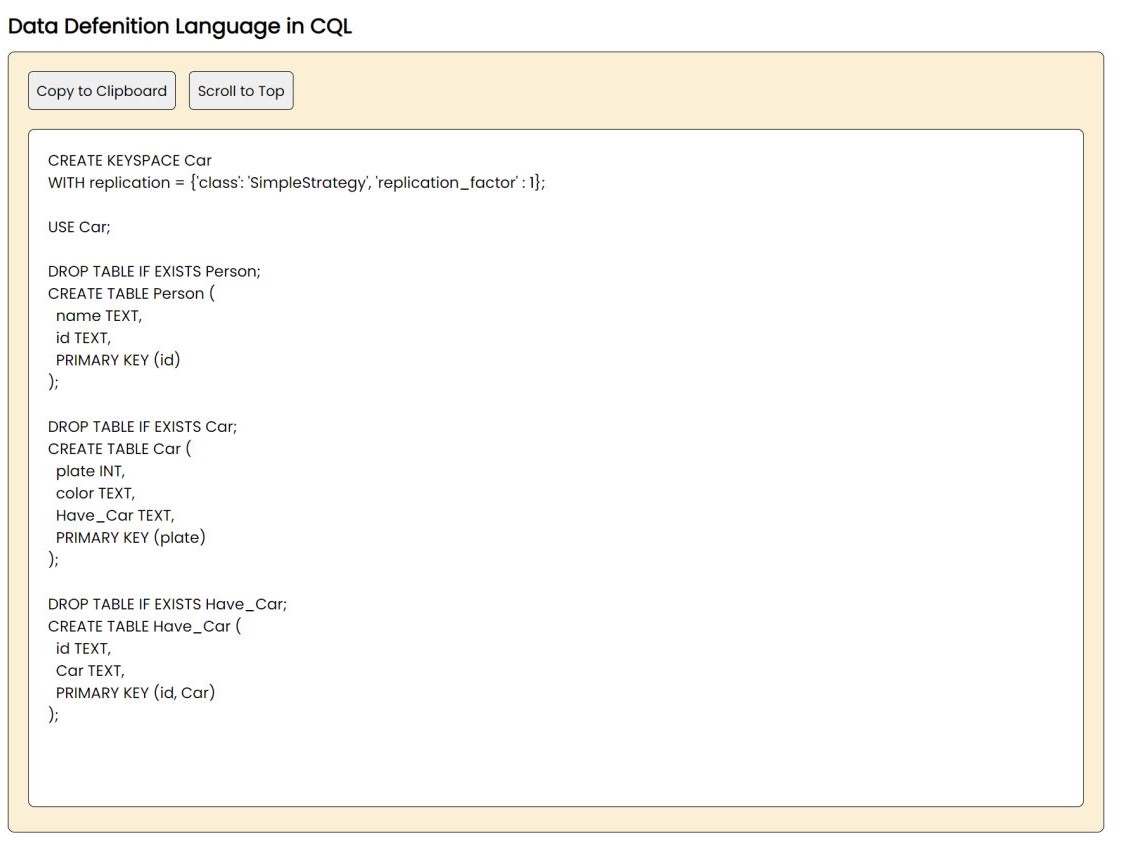 Data Defenition Language in CQL
Copy to Clipboard
Scroll to Top
CREATE KEYSPACE Car
WITH replication = {'class': 'SimpleStrategy', 'replication_factor' : 1};
USE Car;
DROP TABLE IF EXISTS Person;
CREATE TABLE Person (
name TEXT,
id TEXT,
PRIMARY KEY (id)
);
DROP TABLE IF EXISTS Car;
CREATE TABLE Car (
plate INT,
color TEXT,
Have_Car TEXT,
PRIMARY KEY (plate)
);
DROP TABLE IF EXISTS Have_Car;
CREATE TABLE Have_Car (
id TEXT,
Car TEXT,
PRIMARY KEY (id, Car)
);